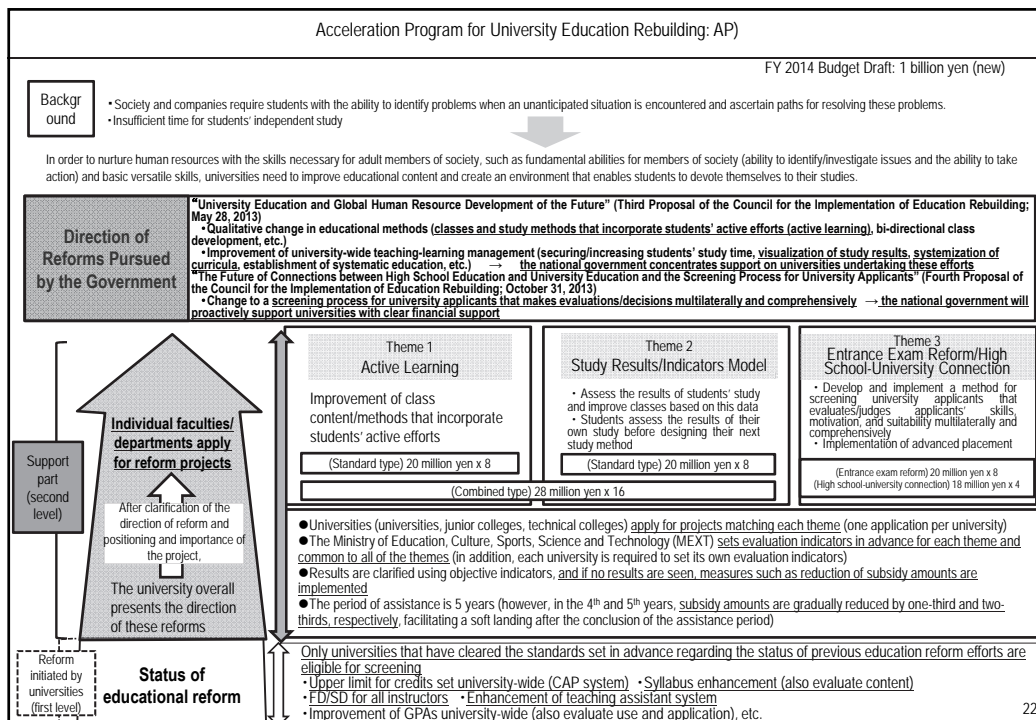 Acceleration Program for University Education Rebuilding: AP)
FY 2014 Budget Draft: 1 billion yen (new)
Backgr
ound
•Society and companies require students with the ability to identify problems when an unanticipated situation is encountered and ascertain paths for resolving these problems.
•Insufficient time for students' independent study
In order to nurture human resources with the skills necessary for adult members of society, such as fundamental abilities for members of society (ability to identify/investigate issues and the ability to take
action) and basic versatile skills, universities need to improve educational content and create an environment that enables students to devote themselves to their studies.
Direction of
Reforms Pursued
by the Government
"University Education and Global Human Resource Development of the Future" (Third Proposal of the Council for the Implementation of Education Rebuilding;
May 28, 2013)
•Qualitative change in educational methods (classes and study methods that incorporate students' active efforts (active learning), bi-directional class
development, etc.)
•Improvement of university-wide teaching-learning management (securing/increasing students' study time, visualization of study results, systemization of
curricula, establishment of systematic education, etc.) → the national government concentrates support on universities undertaking these efforts
"The Future of Connections between High School Education and University Education and the Screening Process for University Applicants" (Fourth Proposal of
the Council for the Implementation of Education Rebuilding; October 31, 2013)
•Change to a screening process for university applicants that makes evaluations/decisions multilaterally and comprehensively → the national government will
proactively support universities with clear financial support
Support
part
(second
level)
Individual faculties/
departments apply
for reform projects
After clarification of the
direction of reform and
positioning and importance of
the project,
The university overall
presents the direction
of these reforms
Theme 1
Active Learning
Improvement of class
content/methods that incorporate
students' active efforts
(Standard type) 20 million yen x 8
Theme 2
Study Results/Indicators Model
• Assess the results of students' study
and improve classes based on this data
• Students assess the results of their
own study before designing their next
study method
(Standard type) 20 million yen x 8
(Combined type) 28 million yen x 16
Theme 3
Entrance Exam Reform/High
School-University Connection
• Develop and implement a method for
screening university applicants that
evaluates/judges applicants' skills,
motivation, and suitability multilaterally and
comprehensively
• Implementation of advanced placement
(Entrance exam reform) 20 million yen x 8
(High school-university connection) 18 million yen x 4
●Universities (universities, junior colleges, technical colleges) apply for projects matching each theme (one application per university)
●The Ministry of Education, Culture, Sports, Science and Technology (MEXT) sets evaluation indicators in advance for each theme and
common to all of the themes (in addition, each university is required to set its own evaluation indicators)
●Results are clarified using objective indicators, and if no results are seen, measures such as reduction of subsidy amounts are
implemented
●The period of assistance is 5 years (however, in the 4th and 5th years, subsidy amounts are gradually reduced by one-third and two-
thirds, respectively, facilitating a soft landing after the conclusion of the assistance period)
Reform
initiated by
universities
(first level)
Status of
educational reform
Only universities that have cleared the standards set in advance regarding the status of previous education reform efforts are
eligible for screening
•Upper limit for credits set university-wide (CAP system) •Syllabus enhancement (also evaluate content)
•FD/SD for all instructors •Enhancement of teaching assistant system
•Improvement of GPAs university-wide (also evaluate use and application), etc.
22